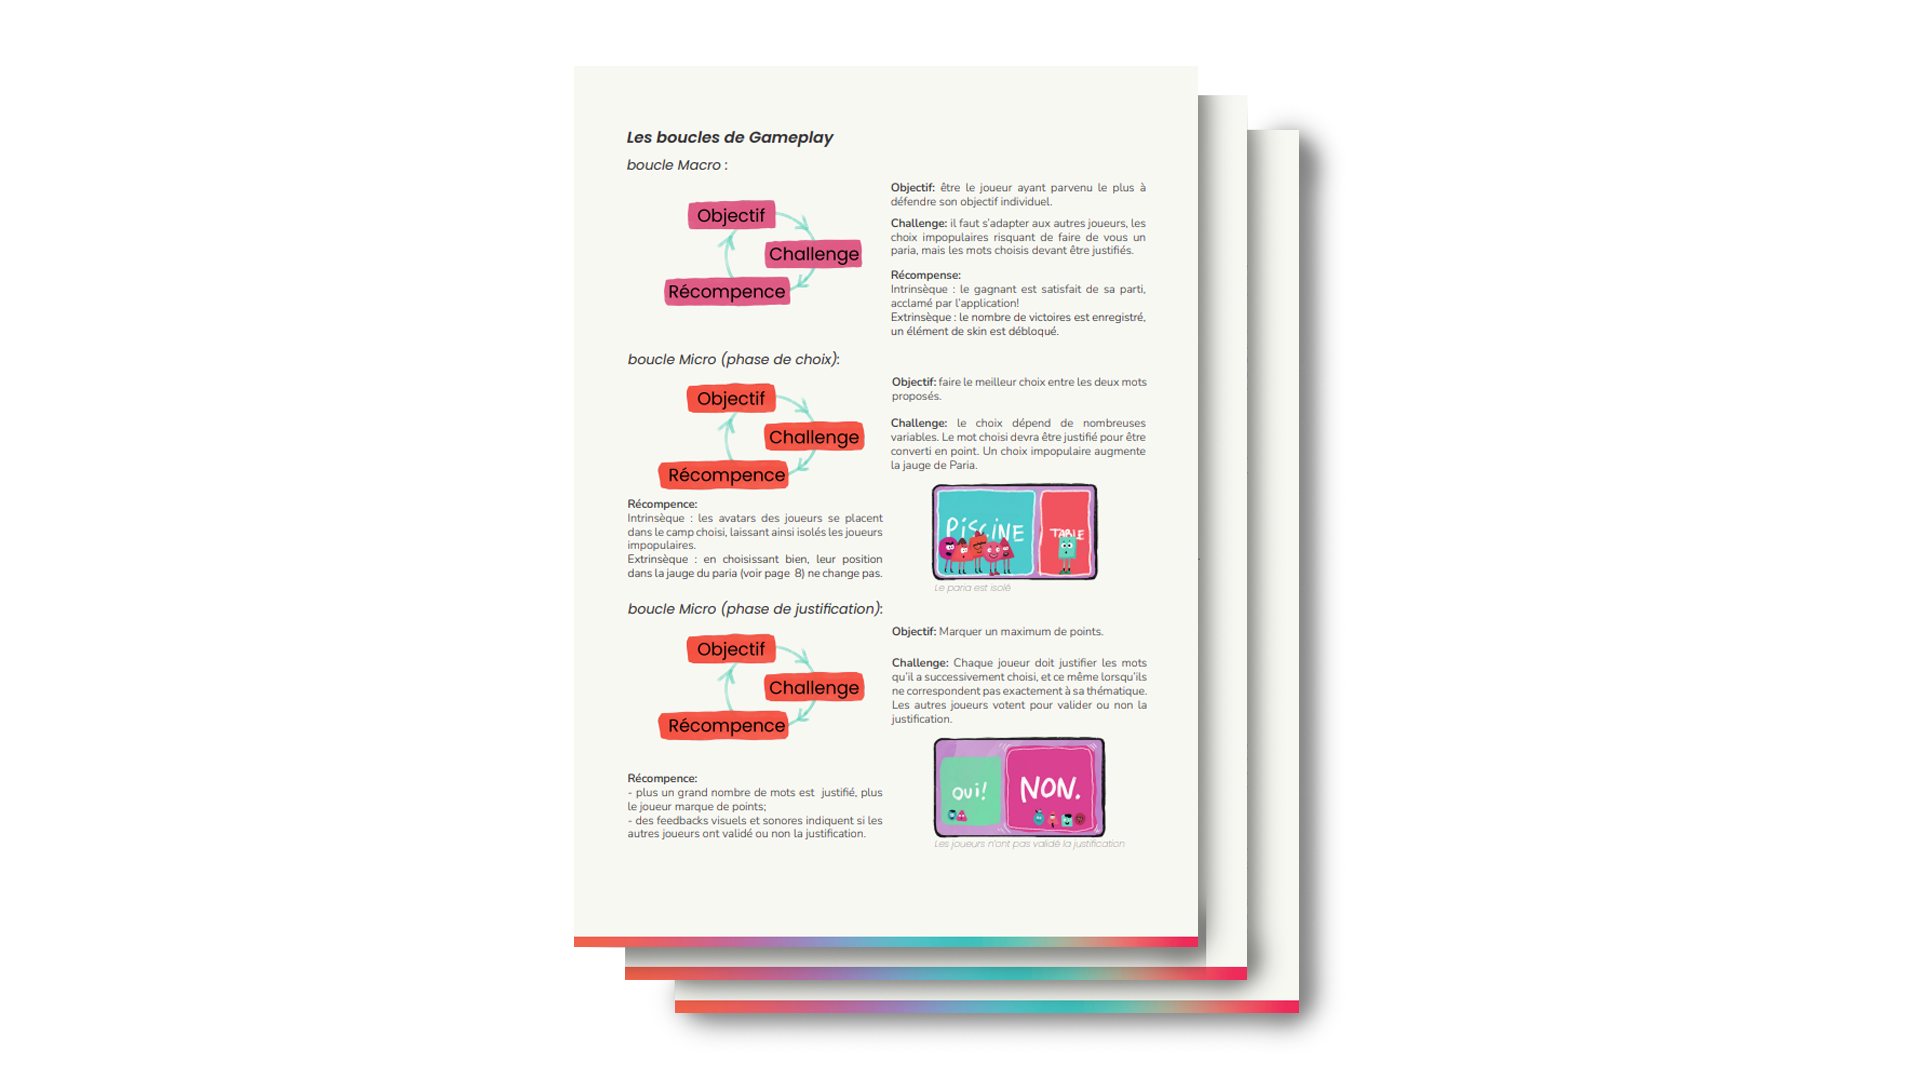 Les boucles de Gameplay
boucle Macro :
Objectif
Challenge
Récompence
Objectif: être le joueur ayant parvenu le plus à
défendre son objectif individuel.
Challenge: il faut s'adapter aux autres joueurs, les
choix impopulaires risquant de faire de vous un
paria, mais les mots choisis devant être justifiés.
Récompense:
Intrinsèque : le gagnant est satisfait de sa parti,
acclamé par l'application!
Extrinsèque : le nombre de victoires est enregistré,
un élément de skin est débloqué.
boucle Micro (phase de choix):
Objectif
Challenge
Récompence
Récompence:
Intrinsèque : les avatars des joueurs se placent
dans le camp choisi, laissant ainsi isolés les joueurs
impopulaires.
Extrinsèque : en choisissant bien, leur position
dans la jauge du paria (voir page 8) ne change pas.
Objectif: faire le meilleur choix entre les deux mots
proposés.
Challenge: le choix dépend de nombreuses
variables. Le mot choisi devra être justifié pour être
converti en point. Un choix impopulaire augmente
la jauge de Paria.
PISCINE
TABLE
Le paria est isolé
boucle Micro (phase de justification):
Objectif
Challenge
Récompence
Récompence:
- plus un grand nombre de mots est justifié, plus
le joueur marque de points;
- des feedbacks visuels et sonores indiquent si les
autres joueurs ont validé ou non la justification.
Objectif: Marquer un maximum de points.
Challenge: Chaque joueur doit justifier les mots
qu'il a successivement choisi, et ce même lorsqu'ils
ne correspondent pas exactement à sa thématique.
Les autres joueurs votent pour valider ou non la
justification.
OUI!
NON.
Les joueurs n'ont pas validé la justification